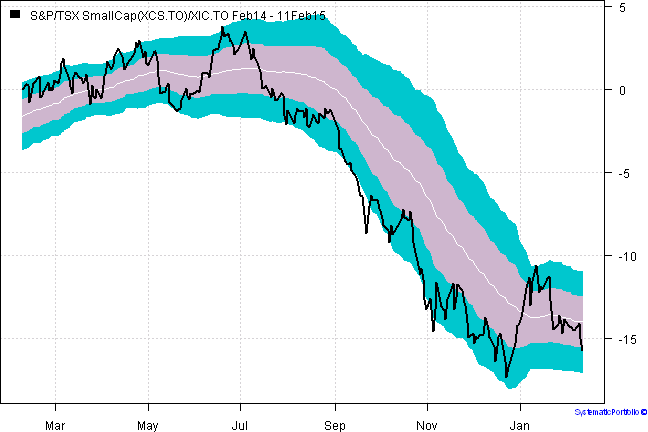 S&P/TSX SmallCap(XCS.TO)/XIC.TO Feb14 - 11Feb15
5
0
-5
-10
-15
Mar May Jul Sep Nov Jan
SystematicPortfolio ©